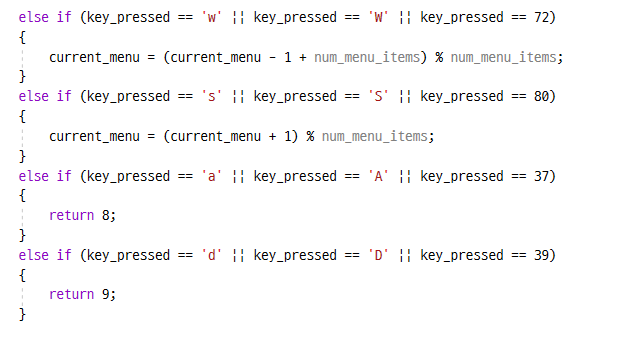 else if (key_pressed == 'w' || key_pressed == 'W' || key_pressed == 72)
{
    current_menu = (current_menu - 1 + num_menu_items) % num_menu_items;
}
else if (key_pressed == 's' || key_pressed == 'S' || key_pressed == 80)
{
    current_menu = (current_menu + 1) % num_menu_items;
}
else if (key_pressed == 'a' || key_pressed == 'A' || key_pressed == 37)
{
    return 8;
}
else if (key_pressed == 'd' || key_pressed == 'D' || key_pressed == 39)
{
    return 9;
}